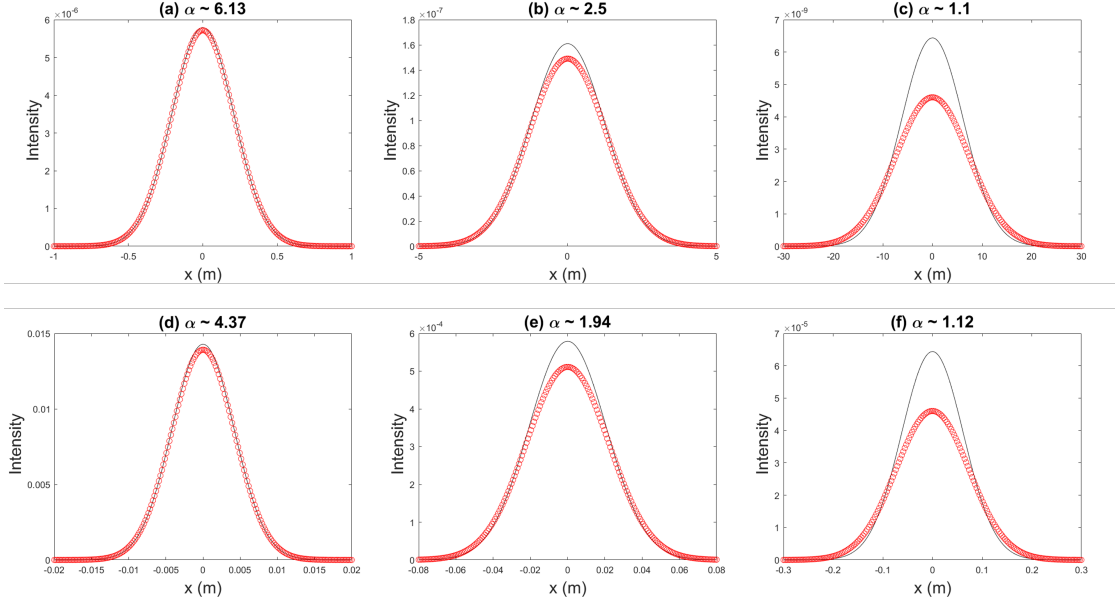 (a) α ~ 6.13
×10⁻⁶
6
5
4
3
2
1
0
Intensity
-1 -0.5 0 0.5 1
x (m)
(b) α ~ 2.5
×10⁻⁷
1.8
1.6
1.4
1.2
1
0.8
0.6
0.4
0.2
0
Intensity
-5 0 5
x (m)
(c) α ~ 1.1
×10⁻⁹
7
6
5
4
3
2
1
0
Intensity
-30 -20 -10 0 10 20 30
x (m)
(d) α ~ 4.37
0.015
0.01
0.005
0
Intensity
-0.02 -0.015 -0.01 -0.005 0 0.005 0.01 0.015 0.02
x (m)
(e) α ~ 1.94
×10⁻⁴
6
5
4
3
2
1
0
Intensity
-0.08 -0.06 -0.04 -0.02 0 0.02 0.04 0.06 0.08
x (m)
(f) α ~ 1.12
×10⁻⁵
7
6
5
4
3
2
1
0
Intensity
-0.3 -0.2 -0.1 0 0.1 0.2 0.3
x (m)